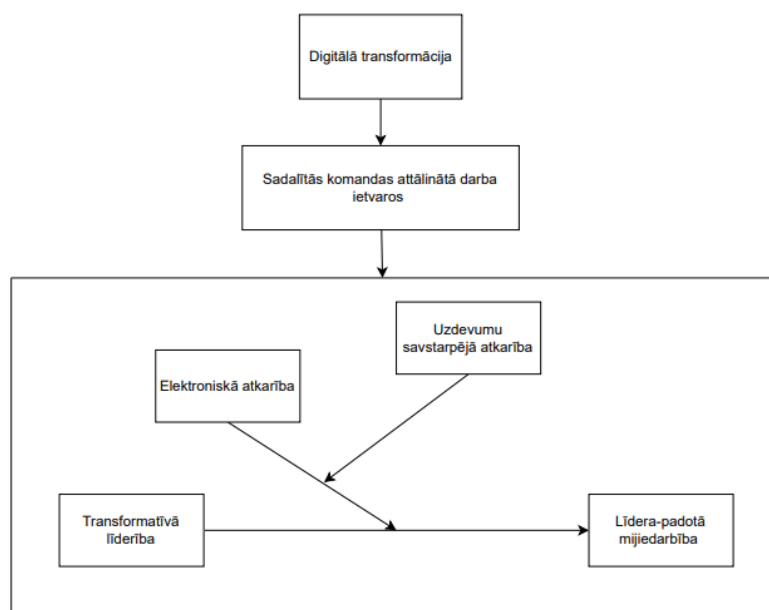 Digitālā transformācija
Sadalītās komandas attālinātā darba
ietvaros
Uzdevumu
savstarpējā atkarība
Elektroniskā atkarība
Transformatīvā
līderība
Līdera-padotā
mijiedarbība